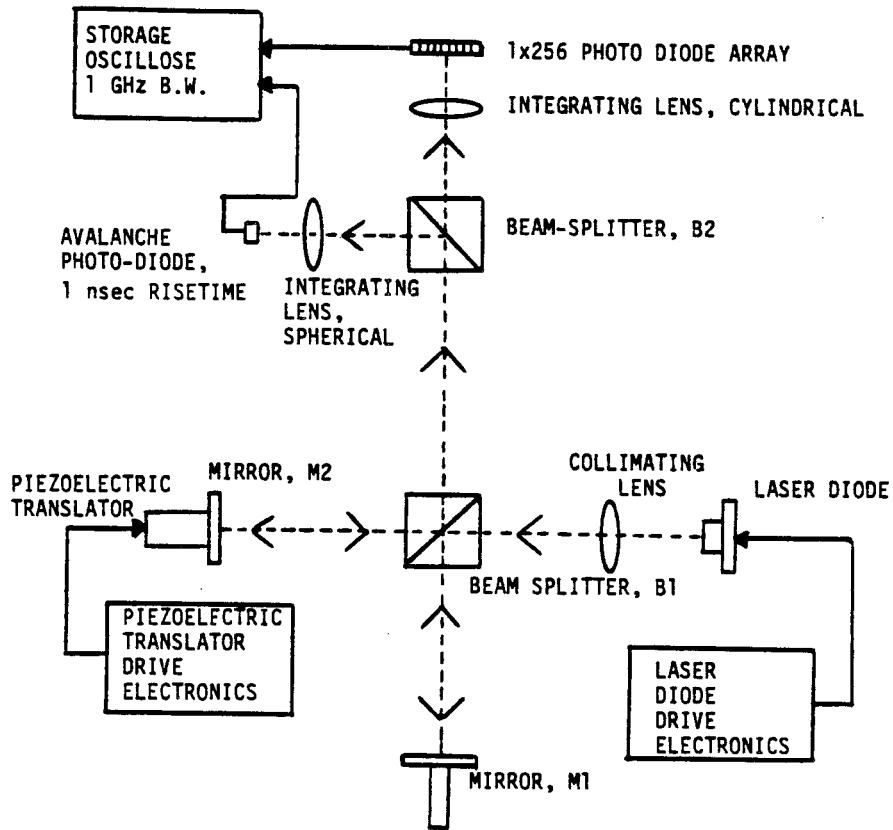 STORAGE
OSCILLOSE
1 GHz B.W.
1x256 PHOTO DIODE ARRAY
INTEGRATING LENS, CYLINDRICAL
BEAM-SPLITTER, B2
AVALANCHE
PHOTO-DIODE,
1 nsec RISETIME
INTEGRATING
LENS,
SPHERICAL
PIEZOELECTRIC
TRANSLATOR
MIRROR, M2
COLLIMATING
LENS
LASER DIODE
BEAM SPLITTER, B1
PIEZOELECTRIC
TRANSLATOR
DRIVE
ELECTRONICS
LASER
DIODE
DRIVE
ELECTRONICS
MIRROR, M1